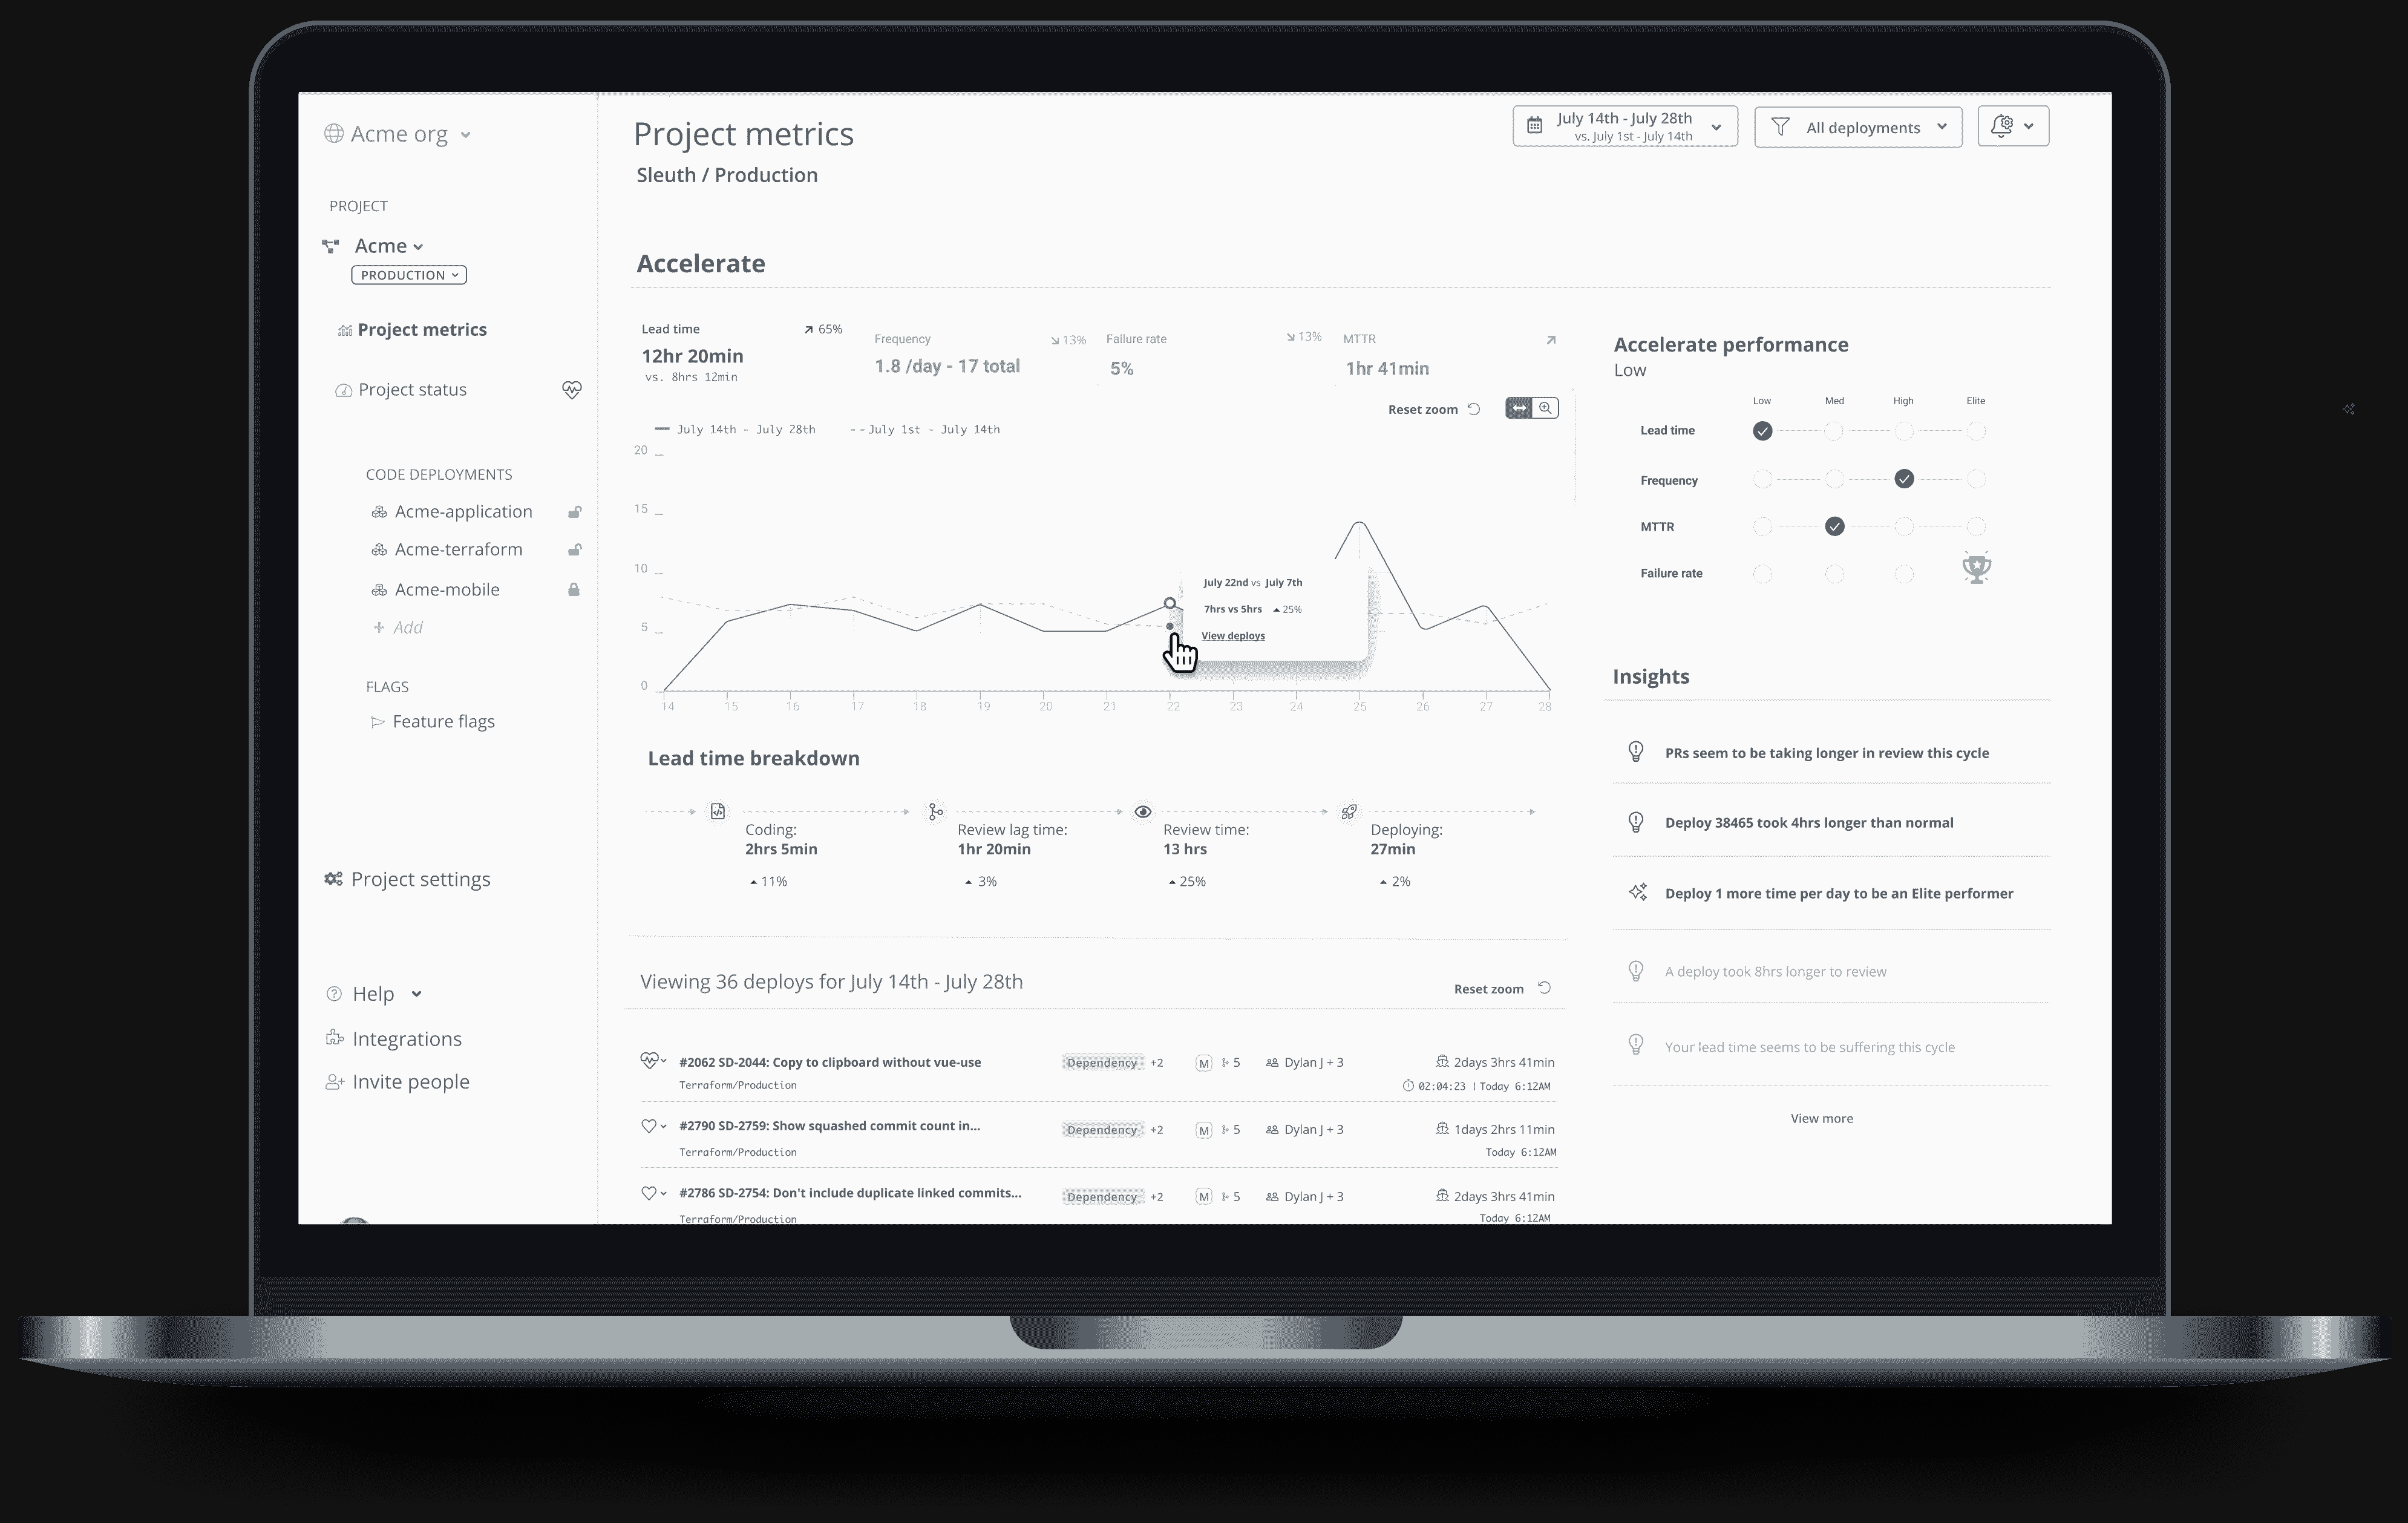 Acme org
PROJECT
Acme
PRODUCTION
Project metrics
Project status
CODE DEPLOYMENTS
Acme-application
Acme-terraform
Acme-mobile
+ Add
FLAGS
Feature flags
Project settings
Help
Integrations
Invite people
Project metrics
Sleuth / Production
July 14th - July 28th
vs. July 1st - July 14th
All deployments
Accelerate
Lead time 65%
12hr 20min
vs. 8hrs 12min
Frequency 13%
1.8 /day - 17 total
Failure rate 13%
5%
MTTR
1hr 41min
Reset zoom
July 14th - July 28th July 1st - July 14th
20
15
10
5
0
14 15 16 17 18 19 20 21 22 23 24 25 26 27 28
July 22nd vs July 7th
7hrs vs 5hrs 25%
View deploys
Lead time breakdown
Coding:
2hrs 5min
11%
Review lag time:
1hr 20min
3%
Review time:
13 hrs
25%
Deploying:
27min
2%
Viewing 36 deploys for July 14th - July 28th
Reset zoom
#2062 SD-2044: Copy to clipboard without vue-use Dependency +2 M 5 Dylan J + 3 2days 3hrs 41min
Terraform/Production 02:04:23 | Today 6:12AM
#2790 SD-2759: Show squashed commit count in... Dependency +2 M 5 Dylan J + 3 1days 2hrs 11min
Terraform/Production Today 6:12AM
#2786 SD-2754: Don't include duplicate linked commits... Dependency +2 M 5 Dylan J + 3 2days 3hrs 41min
Terraform/Production Today 6:12AM
Accelerate performance
Low
Low Med High Elite
Lead time
Frequency
MTTR
Failure rate
Insights
PRs seem to be taking longer in review this cycle
Deploy 38465 took 4hrs longer than normal
Deploy 1 more time per day to be an Elite performer
A deploy took 8hrs longer to review
Your lead time seems to be suffering this cycle
View more